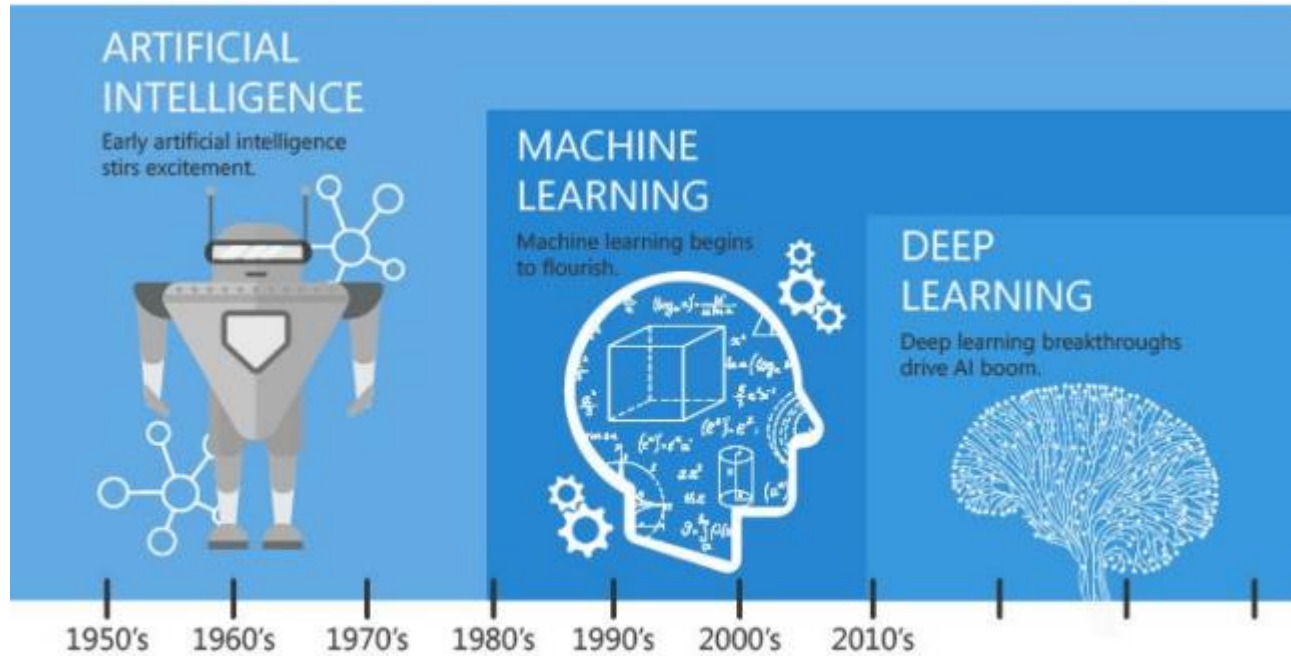 ARTIFICIAL
INTELLIGENCE
Early artificial intelligence
stirs excitement.
MACHINE
LEARNING
Machine learning begins
to flourish.
DEEP
LEARNING
Deep learning breakthroughs
drive AI boom.
1950's 1960's 1970's 1980's 1990's 2000's 2010's